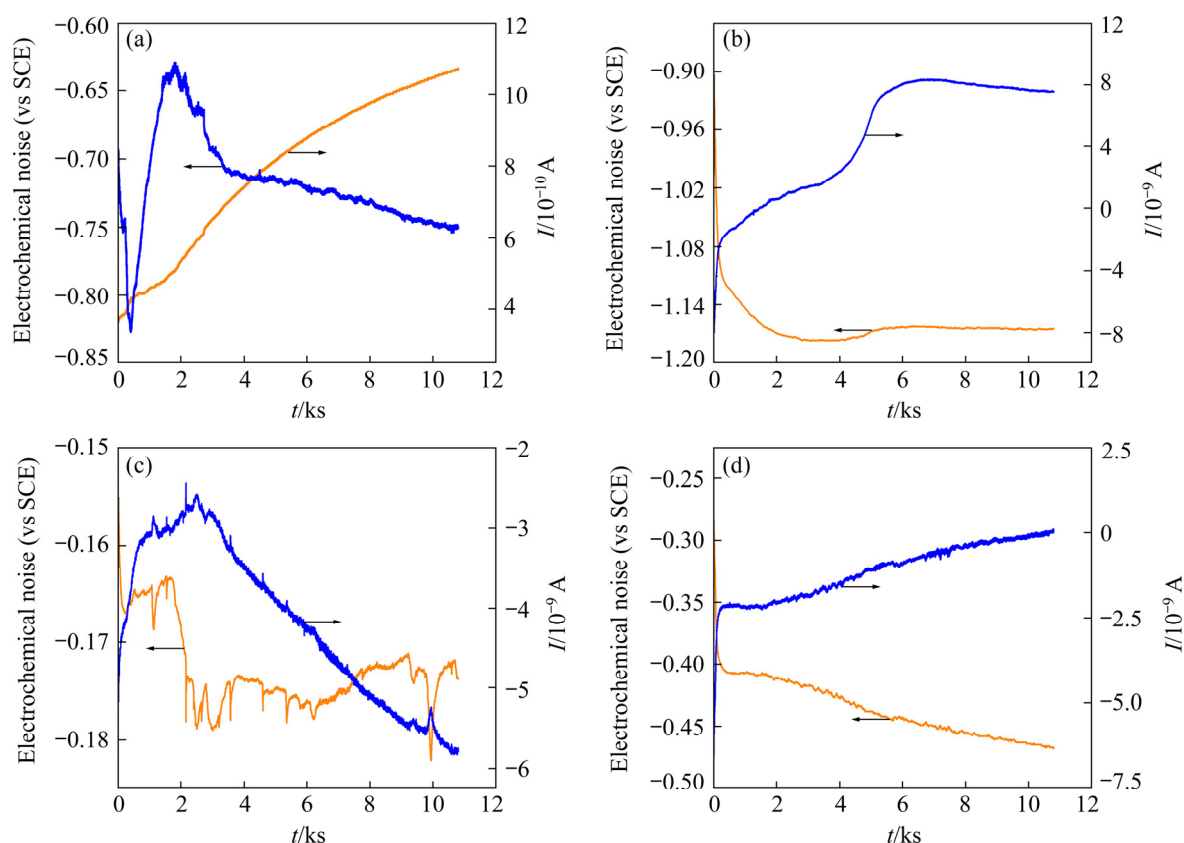 (a)
Electrochemical noise (vs SCE)
−0.60
−0.65
−0.70
−0.75
−0.80
−0.85
12
10
8
6
4
I/10⁻¹⁰ A
0 2 4 6 8 10 12
t/ks
(b)
Electrochemical noise (vs SCE)
−0.90
−0.96
−1.02
−1.08
−1.14
−1.20
12
8
4
0
−4
−8
I/10⁻⁹ A
0 2 4 6 8 10 12
t/ks
(c)
Electrochemical noise (vs SCE)
−0.15
−0.16
−0.17
−0.18
−2
−3
−4
−5
−6
I/10⁻⁹ A
0 2 4 6 8 10 12
t/ks
(d)
Electrochemical noise (vs SCE)
−0.25
−0.30
−0.35
−0.40
−0.45
−0.50
2.5
0
−2.5
−5.0
−7.5
I/10⁻⁹ A
0 2 4 6 8 10 12
t/ks